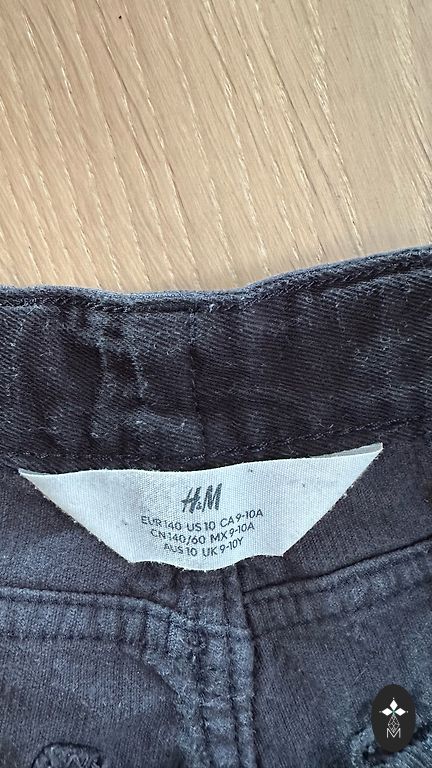 H&M
EUR 140 US 10 CA 9-10A
CN 140/60 MX 9-10A
AUS 10 UK 9-10Y
M